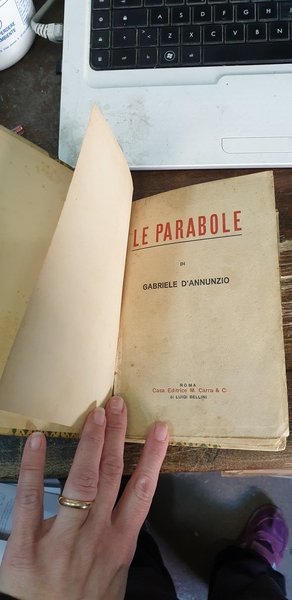 LE PARABOLE
DI
GABRIELE D'ANNUNZIO
ROMA
Casa Editrice M. Carra & C.
di LUIGI BELLINI